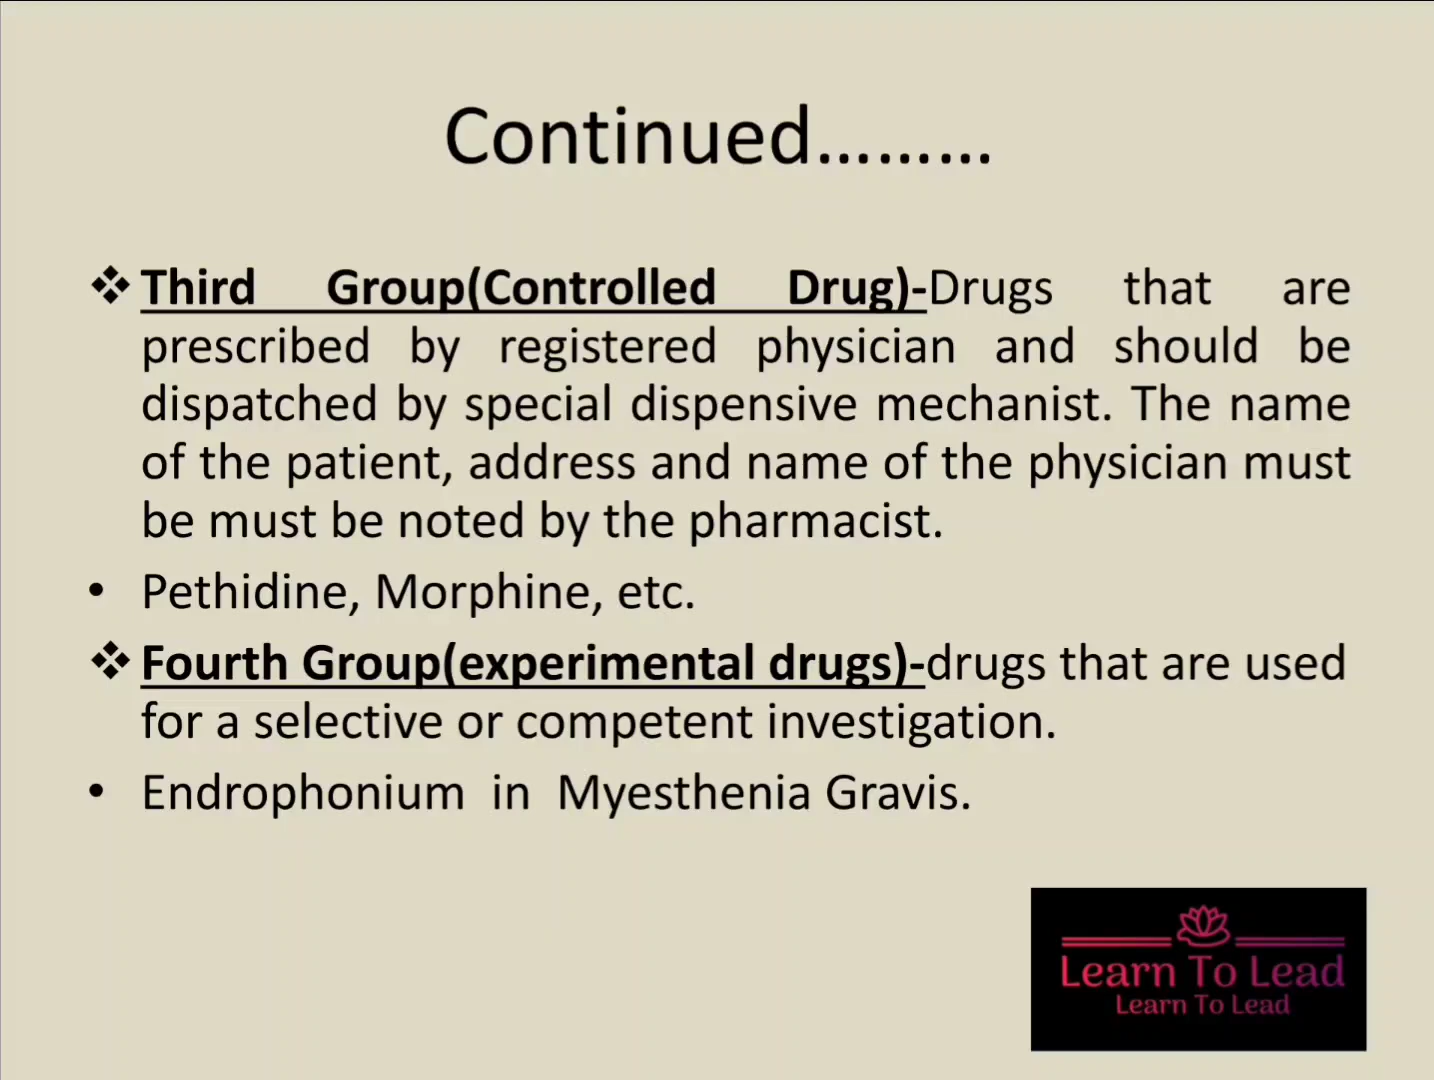 Continued………
❖ Third Group(Controlled Drug)-Drugs that are
prescribed by registered physician and should be
dispatched by special dispensive mechanist. The name
of the patient, address and name of the physician must
be must be noted by the pharmacist.
• Pethidine, Morphine, etc.
❖ Fourth Group(experimental drugs)-drugs that are used
for a selective or competent investigation.
• Endrophonium in Myesthenia Gravis.
Learn To Lead
Learn To Lead